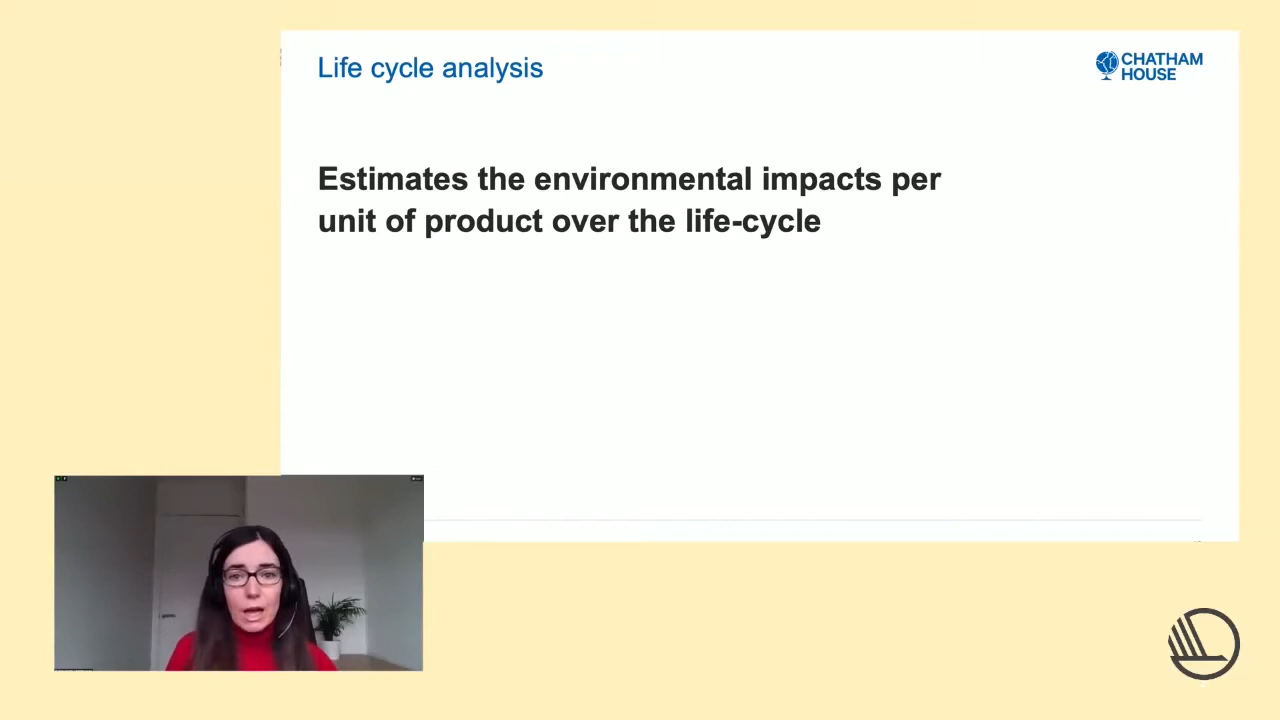 Life cycle analysis
CHATHAM
HOUSE
Estimates the environmental impacts per
unit of product over the life-cycle